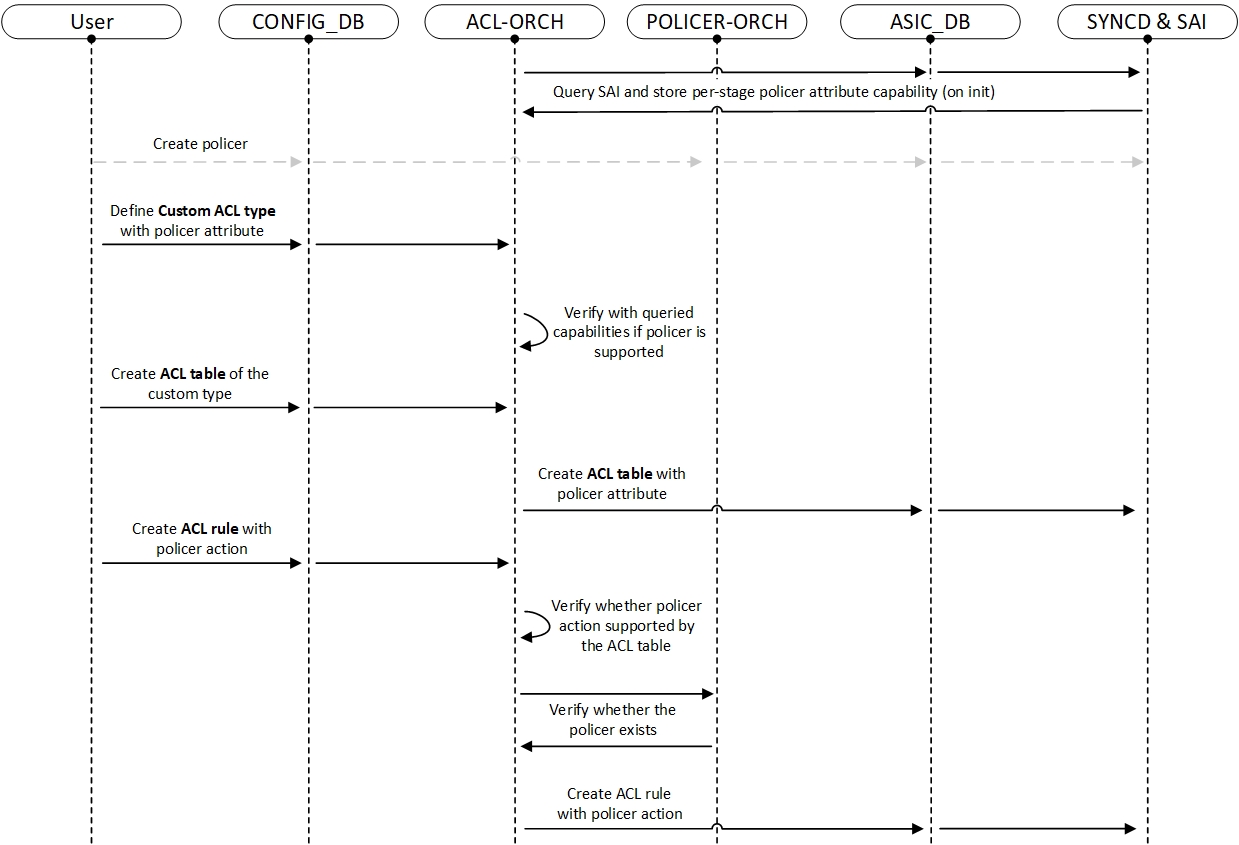 User
CONFIG_DB
ACL-ORCH
POLICER-ORCH
ASIC_DB
SYNCD & SAI
Query SAI and store per-stage policer attribute capability (on init)
Create policer
Define Custom ACL type
with policer attribute
Verify with queried
capabilities if policer is
supported
Create ACL table of the
custom type
Create ACL table with
policer attribute
Create ACL rule with
policer action
Verify whether policer
action supported by
the ACL table
Verify whether the
policer exists
Create ACL rule
with policer action